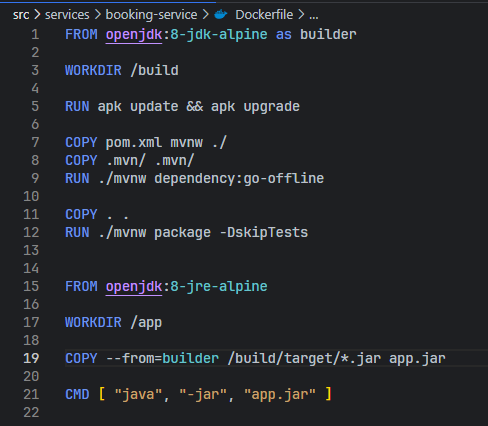 src > services > booking-service > Dockerfile > ...
1 FROM openjdk:8-jdk-alpine as builder
2
3 WORKDIR /build
4
5 RUN apk update && apk upgrade
6
7 COPY pom.xml mvnw ./
8 COPY .mvn/ .mvn/
9 RUN ./mvnw dependency:go-offline
10
11 COPY . .
12 RUN ./mvnw package -DskipTests
13
14
15 FROM openjdk:8-jre-alpine
16
17 WORKDIR /app
18
19 COPY --from=builder /build/target/*.jar app.jar
20
21 CMD [ "java", "-jar", "app.jar" ]
22